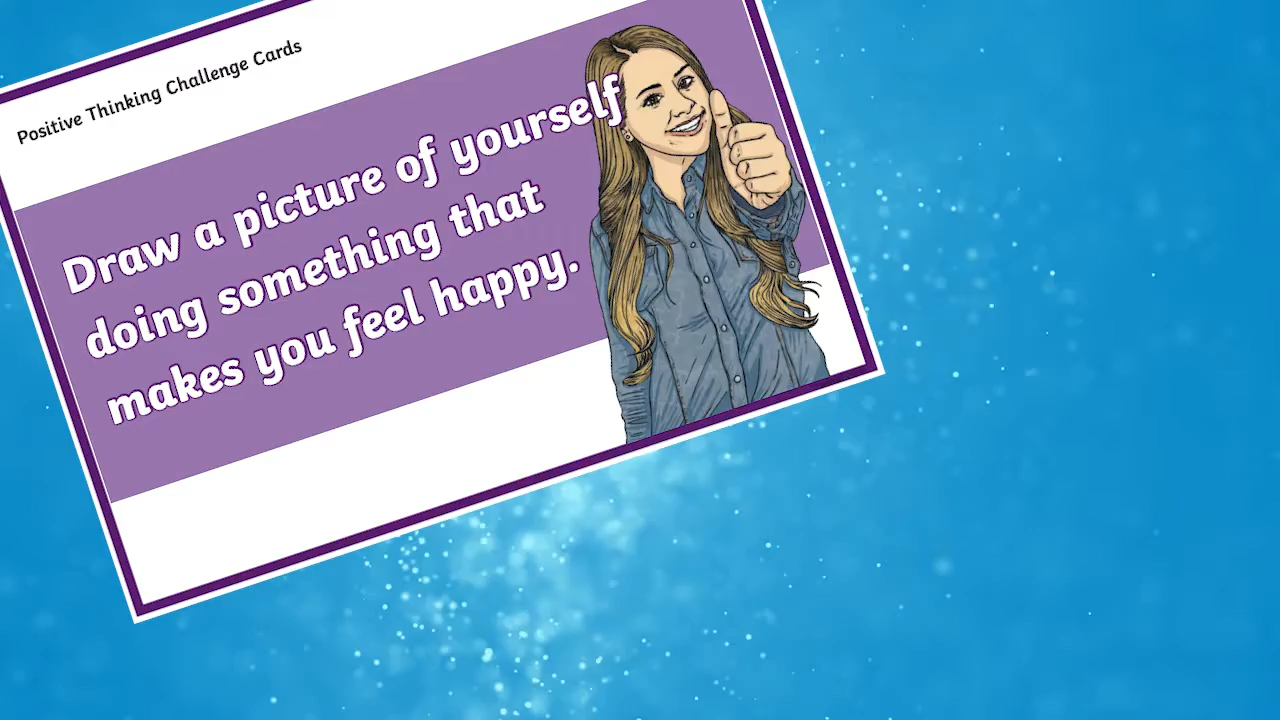 Positive Thinking Challenge Cards
Draw a picture of yourself
doing something that
makes you feel happy.